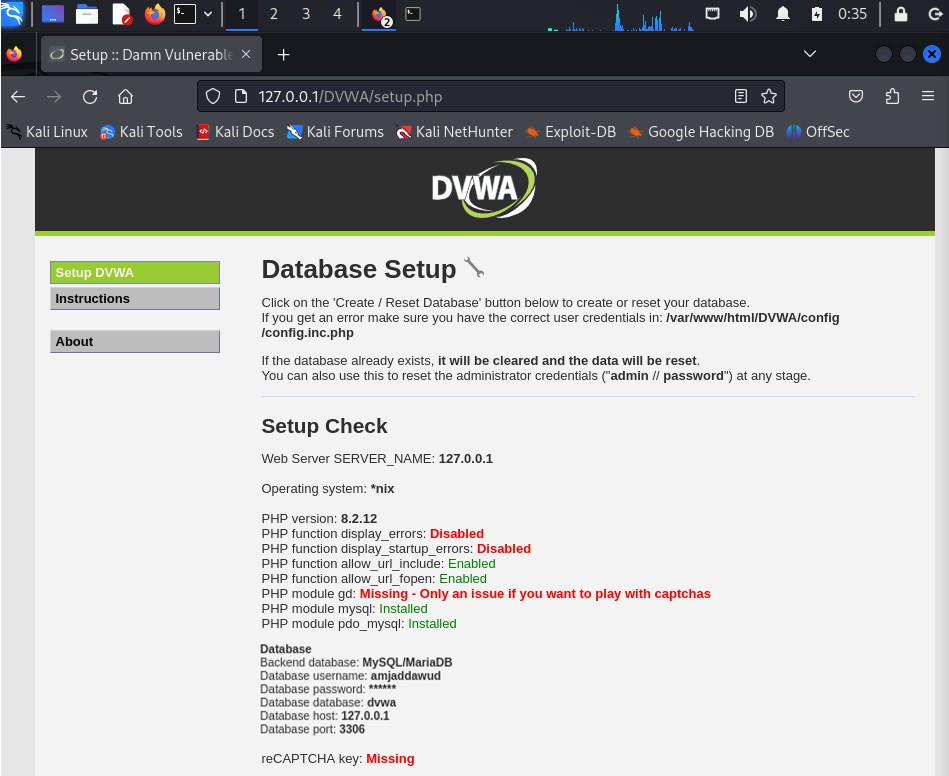 1 2 3 4 2 0:35
Setup :: Damn Vulnerable
127.0.0.1/DVWA/setup.php
Kali Linux Kali Tools Kali Docs Kali Forums Kali NetHunter Exploit-DB Google Hacking DB OffSec
DVWA
Setup DVWA
Instructions
About
Database Setup
Click on the 'Create / Reset Database' button below to create or reset your database.
If you get an error make sure you have the correct user credentials in: /var/www/html/DVWA/config
/config.inc.php
If the database already exists, it will be cleared and the data will be reset.
You can also use this to reset the administrator credentials ("admin // password") at any stage.
Setup Check
Web Server SERVER_NAME: 127.0.0.1
Operating system: *nix
PHP version: 8.2.12
PHP function display_errors: Disabled
PHP function display_startup_errors: Disabled
PHP function allow_url_include: Enabled
PHP function allow_url_fopen: Enabled
PHP module gd: Missing - Only an issue if you want to play with captchas
PHP module mysql: Installed
PHP module pdo_mysql: Installed
Database
Backend database: MySQL/MariaDB
Database username: amjaddawud
Database password: ******
Database database: dvwa
Database host: 127.0.0.1
Database port: 3306
reCAPTCHA key: Missing